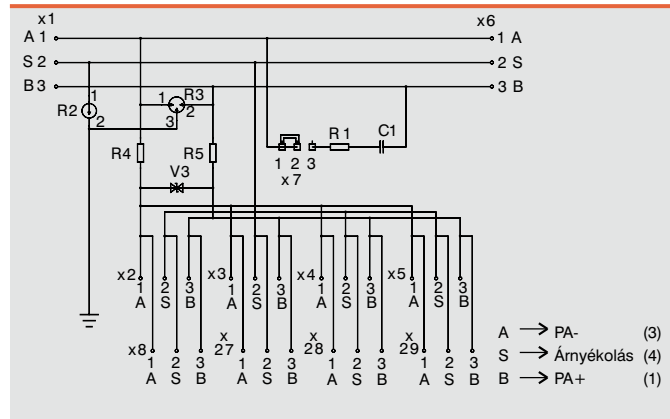 x1 x6
A 1 1 A
S 2 2 S
B 3 3 B
R2 1 2
1 R3 2 3
R4 R5
V3
R 1 C1
1 2 3
x7
x2 1 2 3 x3 1 2 3 x4 1 2 3 x5 1 2 3
A S B A S B A S B A S B
x8 1 2 3 x 27 1 2 3 x 28 1 2 3 x 29 1 2 3
A S B A S B A S B A S B
A → PA- (3)
S → Árnyékolás (4)
B → PA+ (1)